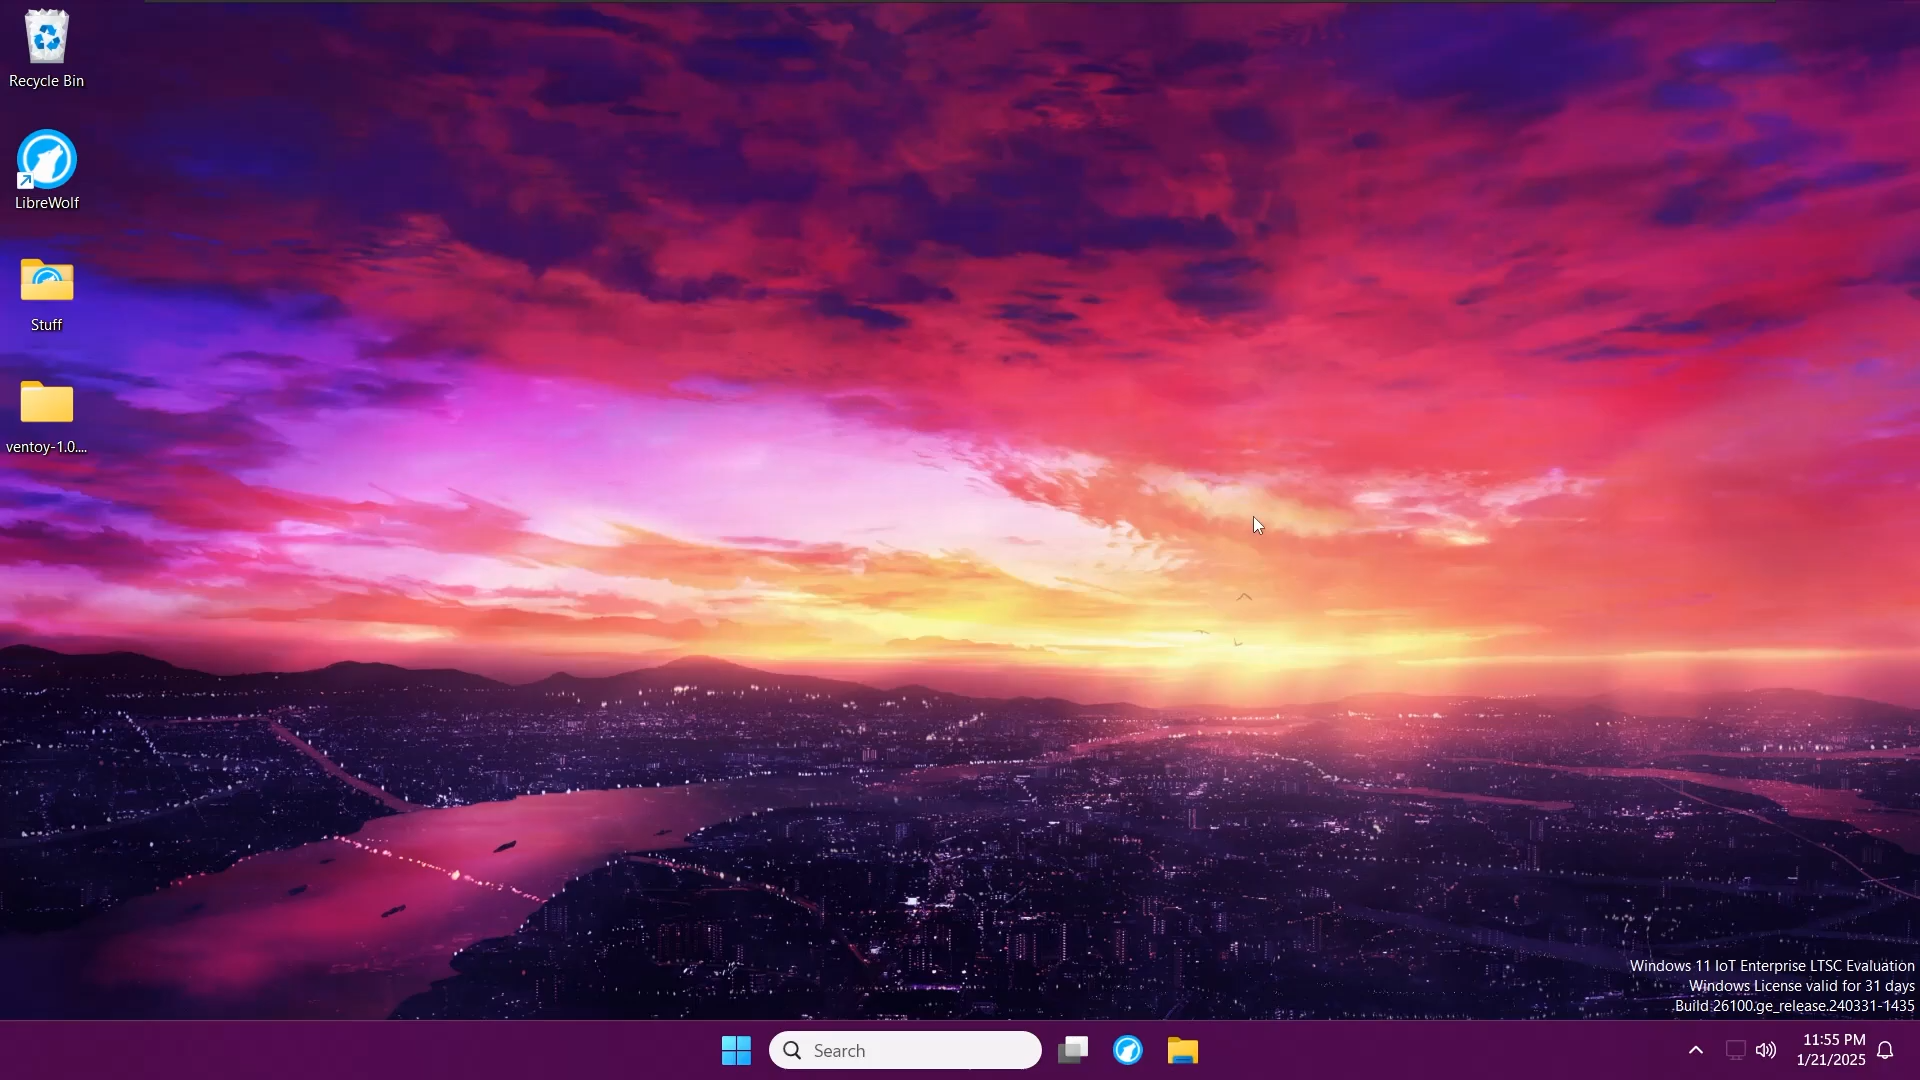 Recycle Bin
LibreWolf
Stuff
ventoy-1.0....
Windows 11 IoT Enterprise LTSC Evaluation
Windows License valid for 31 days
Build 26100.ge_release.240331-1435
Search
11:55 PM
1/21/2025